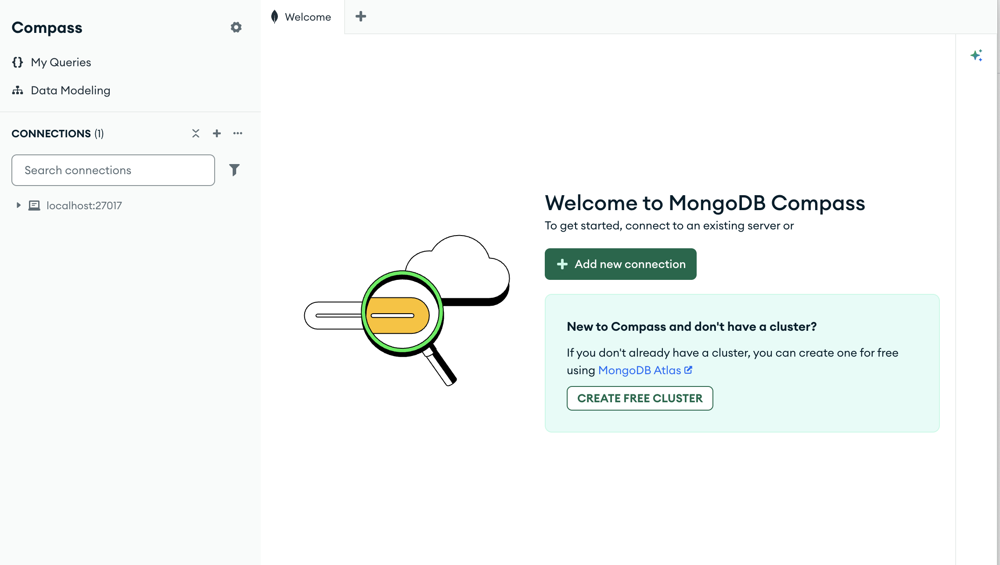 Compass
My Queries
Data Modeling
CONNECTIONS (1)
Search connections
localhost:27017
Welcome
Welcome to MongoDB Compass
To get started, connect to an existing server or
Add new connection
New to Compass and don't have a cluster?
If you don't already have a cluster, you can create one for free
using MongoDB Atlas
CREATE FREE CLUSTER